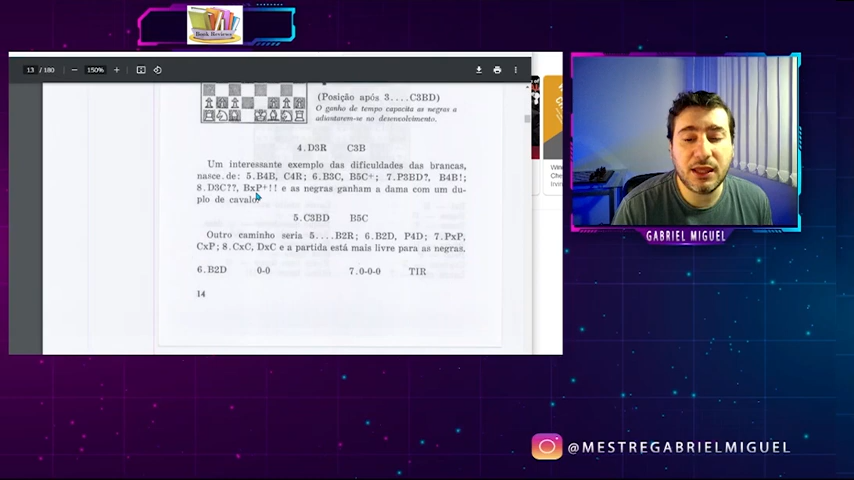 Book Reviews
13 / 180
150%
(Posição após 3....C3BD)
O ganho de tempo capacita as negras a
adiantarem-se no desenvolvimento.
4. D3R C3B
Um interessante exemplo das dificuldades das brancas,
nasce de: 5. B4B, C4R; 6. B3C, B5C+; 7. P3BD?, B4B!;
8. D3C??, BxP+!! e as negras ganham a dama com um du-
plo de cavalo.
5. C3BD B5C
Outro caminho seria 5....B2R; 6. B2D, P4D; 7. PxP,
CxP; 8. CxC, DxC e a partida está mais livre para as negras.
6. B2D 0-0 7. 0-0-0 T1R
14
GABRIEL MIGUEL
@MESTREGABRIELMIGUEL